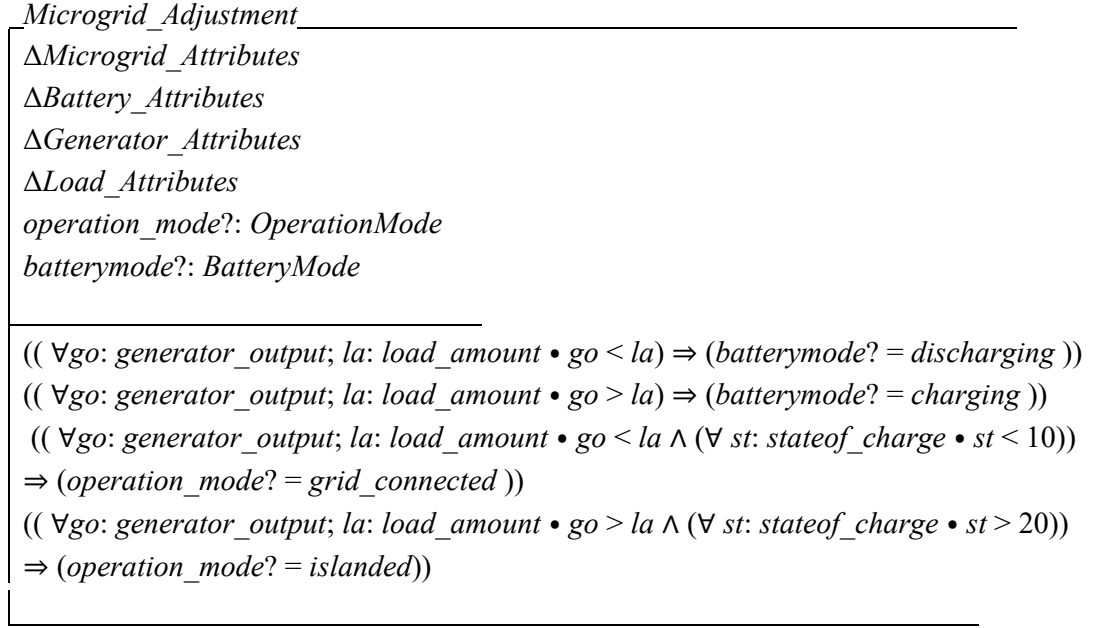 Microgrid_Adjustment
ΔMicrogrid_Attributes
ΔBattery_Attributes
ΔGenerator_Attributes
ΔLoad_Attributes
operation_mode?: OperationMode
batterymode?: BatteryMode
(( ∀go: generator_output; la: load_amount • go < la) ⇒ (batterymode? = discharging ))
(( ∀go: generator_output; la: load_amount • go > la) ⇒ (batterymode? = charging ))
(( ∀go: generator_output; la: load_amount • go < la ∧ (∀ st: stateof_charge • st < 10))
⇒ (operation_mode? = grid_connected ))
(( ∀go: generator_output; la: load_amount • go > la ∧ (∀ st: stateof_charge • st > 20))
⇒ (operation_mode? = islanded))